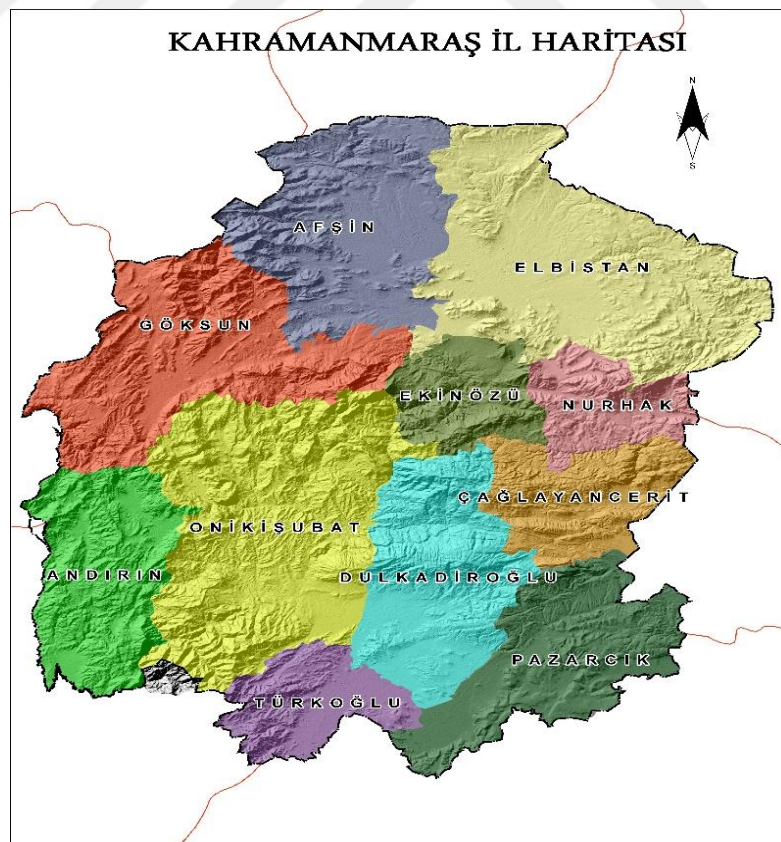 KAHRAMANMARAŞ İL HARİTASI
N
S
AFŞİN
ELBİSTAN
GÖKSUN
EKİNÖZÜ
NURHAK
ÇAĞLAYANCERİT
ONİKİŞUBAT
ANDIRIN
DULKADİROĞLU
PAZARCIK
TÜRKOĞLU